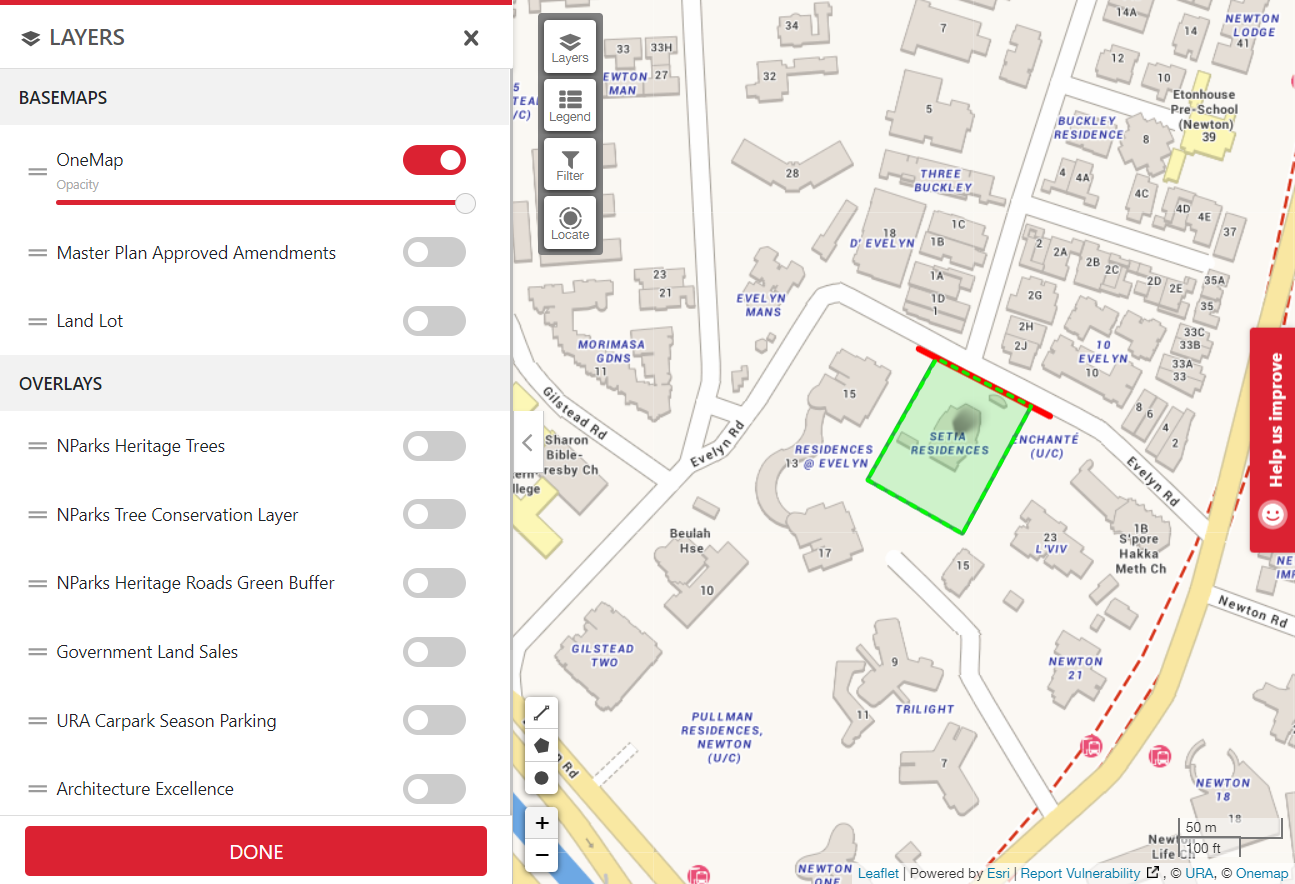 LAYERS
BASEMAPS
OneMap
Opacity
Master Plan Approved Amendments
Land Lot
OVERLAYS
NParks Heritage Trees
NParks Tree Conservation Layer
NParks Heritage Roads Green Buffer
Government Land Sales
URA Carpark Season Parking
Architecture Excellence
DONE
Layers
Legend
Filter
Locate
34
33
33H
27
32
7
14A
14
NEWTON
LODGE
41
12
10
Etonhouse
Pre-School
(Newton)
39
5
BUCKLEY
RESIDENCE
8
28
THREE
BUCKLEY
4
4A
4C
4D
4E
37
18
D' EVELYN
1C
1B
1A
1D
1
2
2A
2B
2C
2D
2E
35A
35
2G
2H
2J
33C
33B
33A
33
10
EVELYN
10
23
21
EVELYN
MANS
MORIMASA
GDNS
11
Gilstead Rd
Evelyn Rd
Sharon
Bible-
15
RESIDENCES
13 @ EVELYN
SETIA
RESIDENCES
ENCHANTÉ
(U/C)
8
6
4
2
Evelyn Rd
Beulah
Hse
10
17
15
23
L'VIV
1B
S'pore
Hakka
Meth Ch
Newton Rd
GILSTEAD
TWO
NEWTON
21
9
11
TRILIGHT
7
PULLMAN
RESIDENCES,
NEWTON
(U/C)
NEWTON
18
18
Life Ch
NEWTON
ONE
Help us improve
50 m
100 ft
+
−
Leaflet | Powered by Esri | Report Vulnerability , © URA, © Onemap